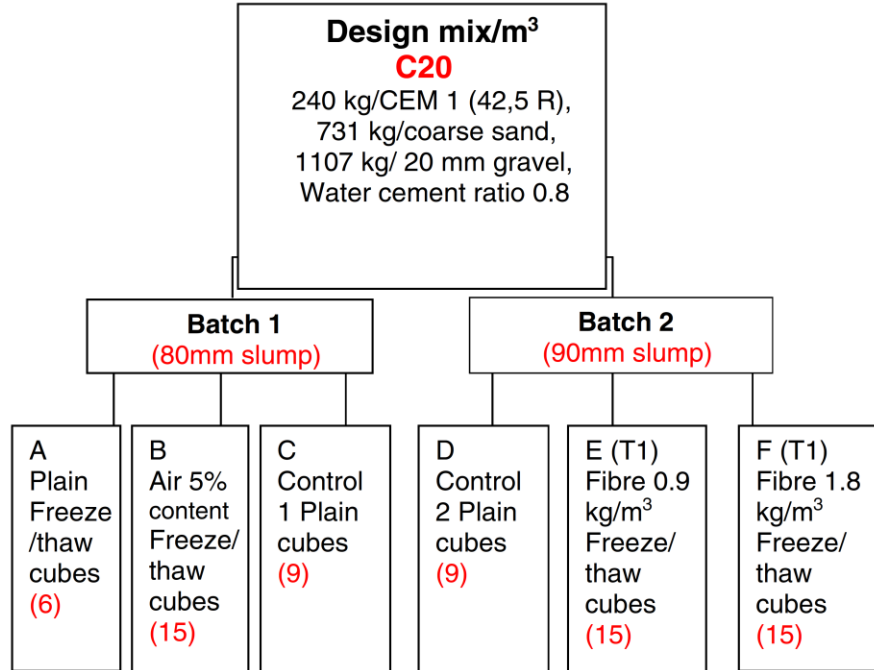 Design mix/m³
C20
240 kg/CEM 1 (42,5 R),
731 kg/coarse sand,
1107 kg/ 20 mm gravel,
Water cement ratio 0.8
Batch 1
(80mm slump)
Batch 2
(90mm slump)
A
Plain
Freeze
/thaw
cubes
(6)
B
Air 5%
content
Freeze/
thaw
cubes
(15)
C
Control
1 Plain
cubes
(9)
D
Control
2 Plain
cubes
(9)
E (T1)
Fibre 0.9
kg/m³
Freeze/
thaw
cubes
(15)
F (T1)
Fibre 1.8
kg/m³
Freeze/
thaw
cubes
(15)